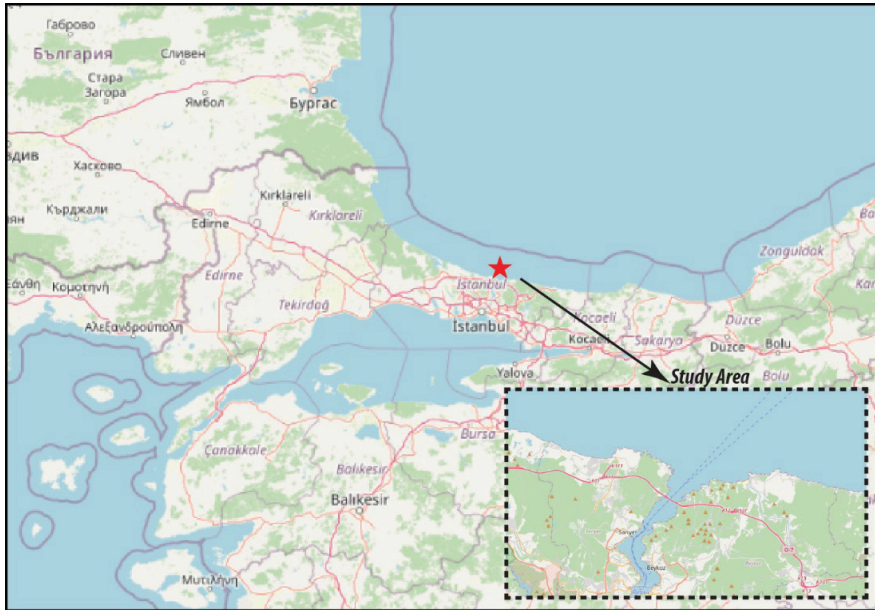 Габрово
България
Сливен
Стара
Загора
Ямбол
Бургас
вдив
Хасково
Кърджали
Kırklareli
Kırklareli
Edirne
Edirne
Zonguldak
Ξάνθη
Κομοτηνή
Αλεξανδρούπολη
Tekirdağ
İstanbul
İstanbul
Kocaeli
Kocaeli
Sakarya
Düzce
Düzce
Bolu
Bolu
Yalova
Study Area
Bursa
Çanakkale
Balıkesir
Balıkesir
Μυτιλήνη
Sarıyer
Beykoz